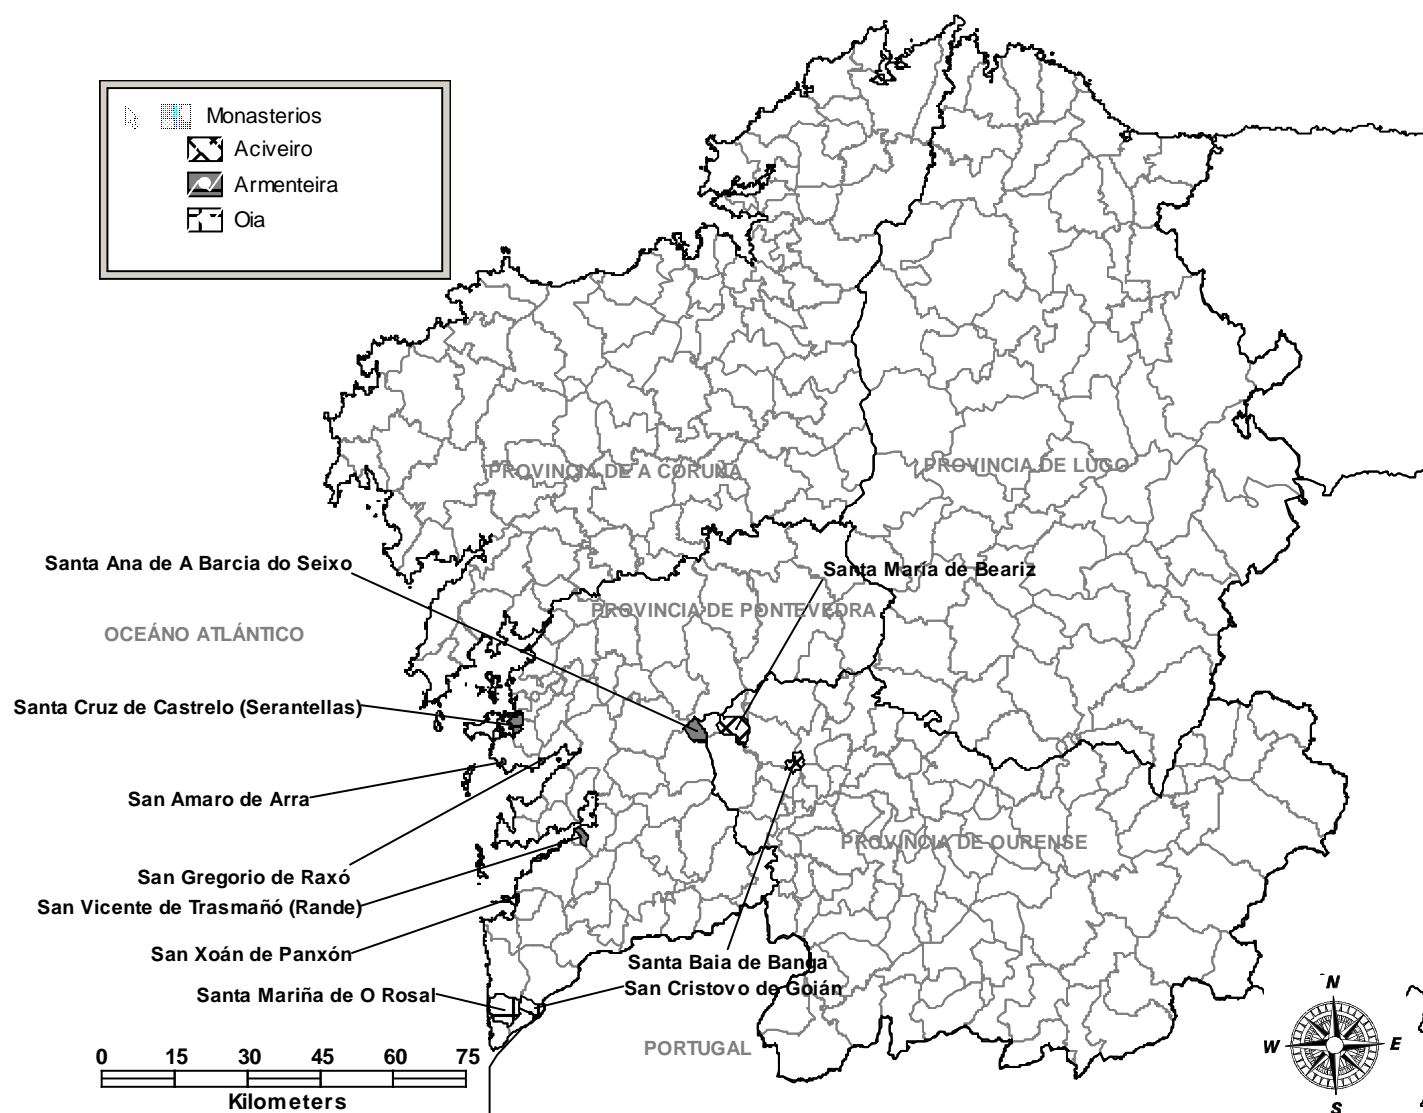 Monasterios
Aciveiro
Armenteira
Oia
PROVINCIA DE A CORUÑA
PROVINCIA DE LUGO
Santa Ana de A Barcia do Seixo
Santa María de Beariz
PROVINCIA DE PONTEVEDRA
OCEÁNO ATLÁNTICO
Santa Cruz de Castrelo (Serantellas)
San Amaro de Arra
PROVINCIA DE OURENSE
San Gregorio de Raxó
San Vicente de Trasmañó (Rande)
San Xoán de Panxón
Santa Baia de Banga
San Cristovo de Goián
Santa Mariña de O Rosal
PORTUGAL
0 15 30 45 60 75
Kilometers
N
W E
S